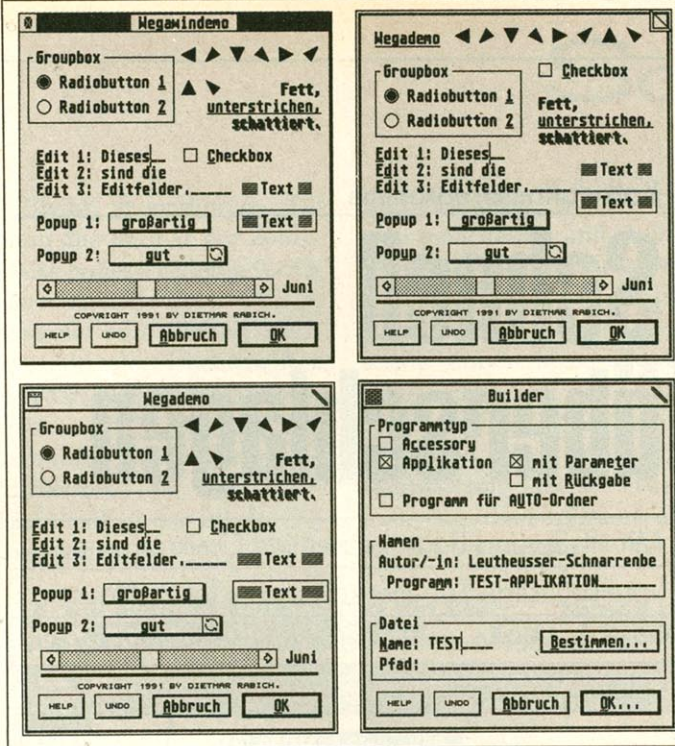 Wegawindemo
Groupbox
Radiobutton 1
Radiobutton 2
Fett,
unterstrichen,
schattiert.
Edit 1: Dieses
Checkbox
Edit 2: sind die
Edit 3: Editfelder.
Text
Popup 1: großartig
Text
Popup 2: gut
Juni
COPYRIGHT 1991 BY DIETMAR RABICH.
HELP UNDO Abbruch OK
Wegademo
Groupbox
Radiobutton 1
Radiobutton 2
Checkbox
Fett,
unterstrichen,
schattiert.
Edit 1: Dieses
Edit 2: sind die
Edit 3: Editfelder.
Text
Text
Popup 1: großartig
Popup 2: gut
Juni
COPYRIGHT 1991 BY DIETMAR RABICH.
HELP UNDO Abbruch OK
Wegademo
Groupbox
Radiobutton 1
Radiobutton 2
Fett,
unterstrichen,
schattiert.
Edit 1: Dieses
Checkbox
Edit 2: sind die
Edit 3: Editfelder.
Text
Popup 1: großartig
Text
Popup 2: gut
Juni
COPYRIGHT 1991 BY DIETMAR RABICH.
HELP UNDO Abbruch OK
Builder
Programmtyp
Accessory
Applikation mit Parameter
mit Rückgabe
Programm für AUTO-Ordner
Namen
Autor/-in: Leutheusser-Schnarrenbe
Programm: TEST-APPLIKATION
Datei
Name: TEST Bestimmen...
Pfad:
HELP UNDO Abbruch OK...